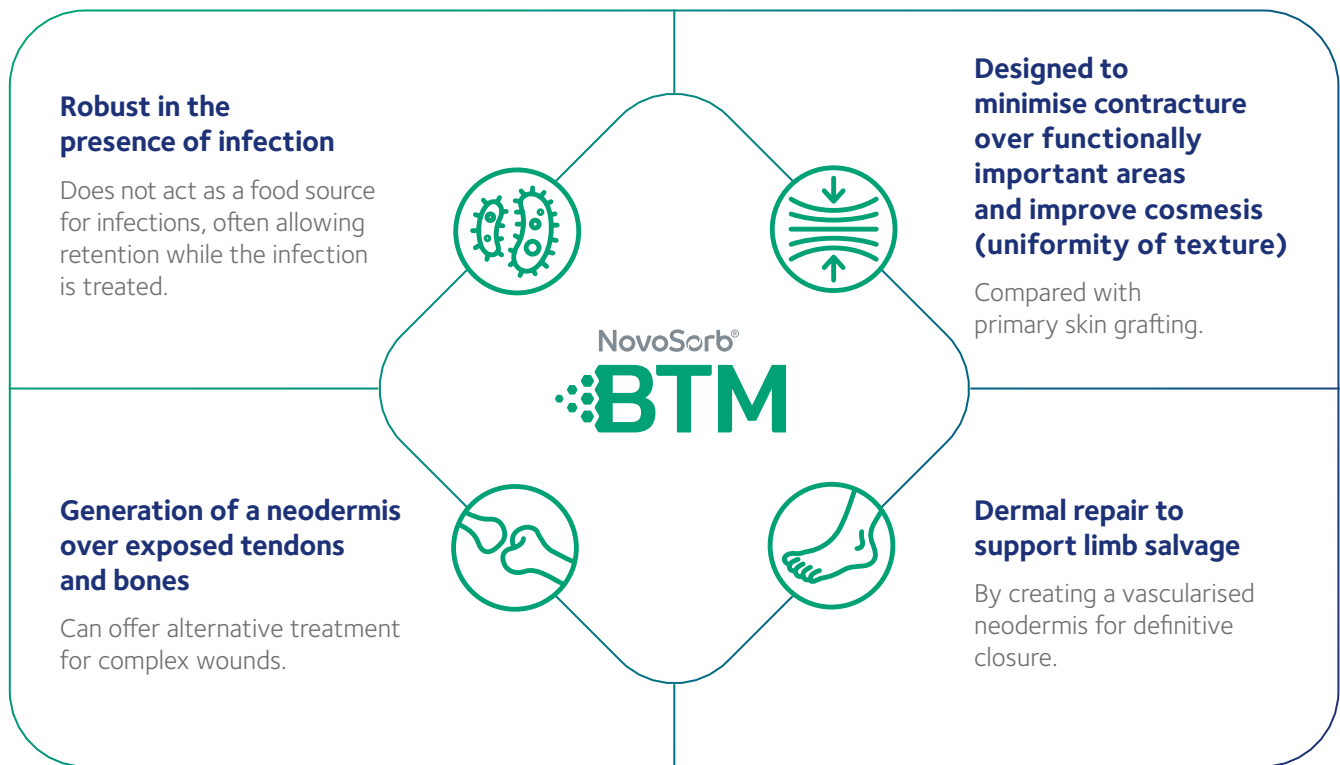 Robust in the
presence of infection
Does not act as a food source
for infections, often allowing
retention while the infection
is treated.
Designed to
minimise contracture
over functionally
important areas
and improve cosmesis
(uniformity of texture)
Compared with
primary skin grafting.
NovoSorb®
BTM
Generation of a neodermis
over exposed tendons
and bones
Can offer alternative treatment
for complex wounds.
Dermal repair to
support limb salvage
By creating a vascularised
neodermis for definitive
closure.